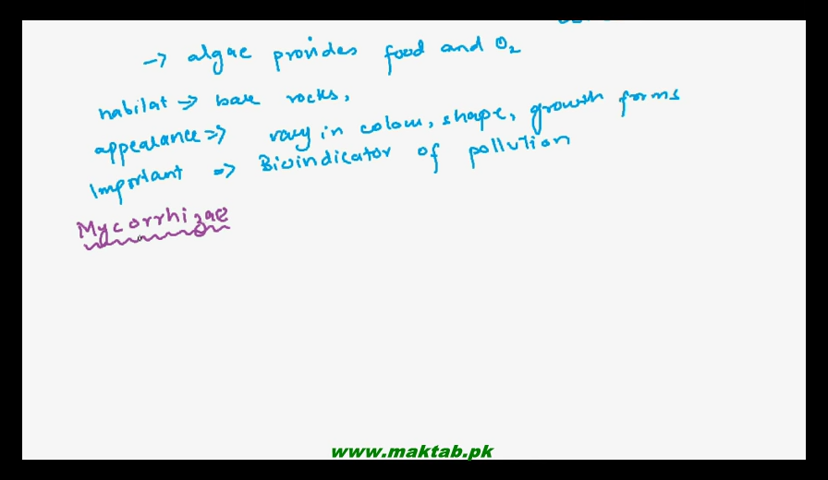 → algae provides food and O₂
habitat → bare rocks,
appearance ⇒ vary in colour, shape, growth forms
Important ⇒ Bioindicator of pollution
Mycorrhizae
www.maktab.pk